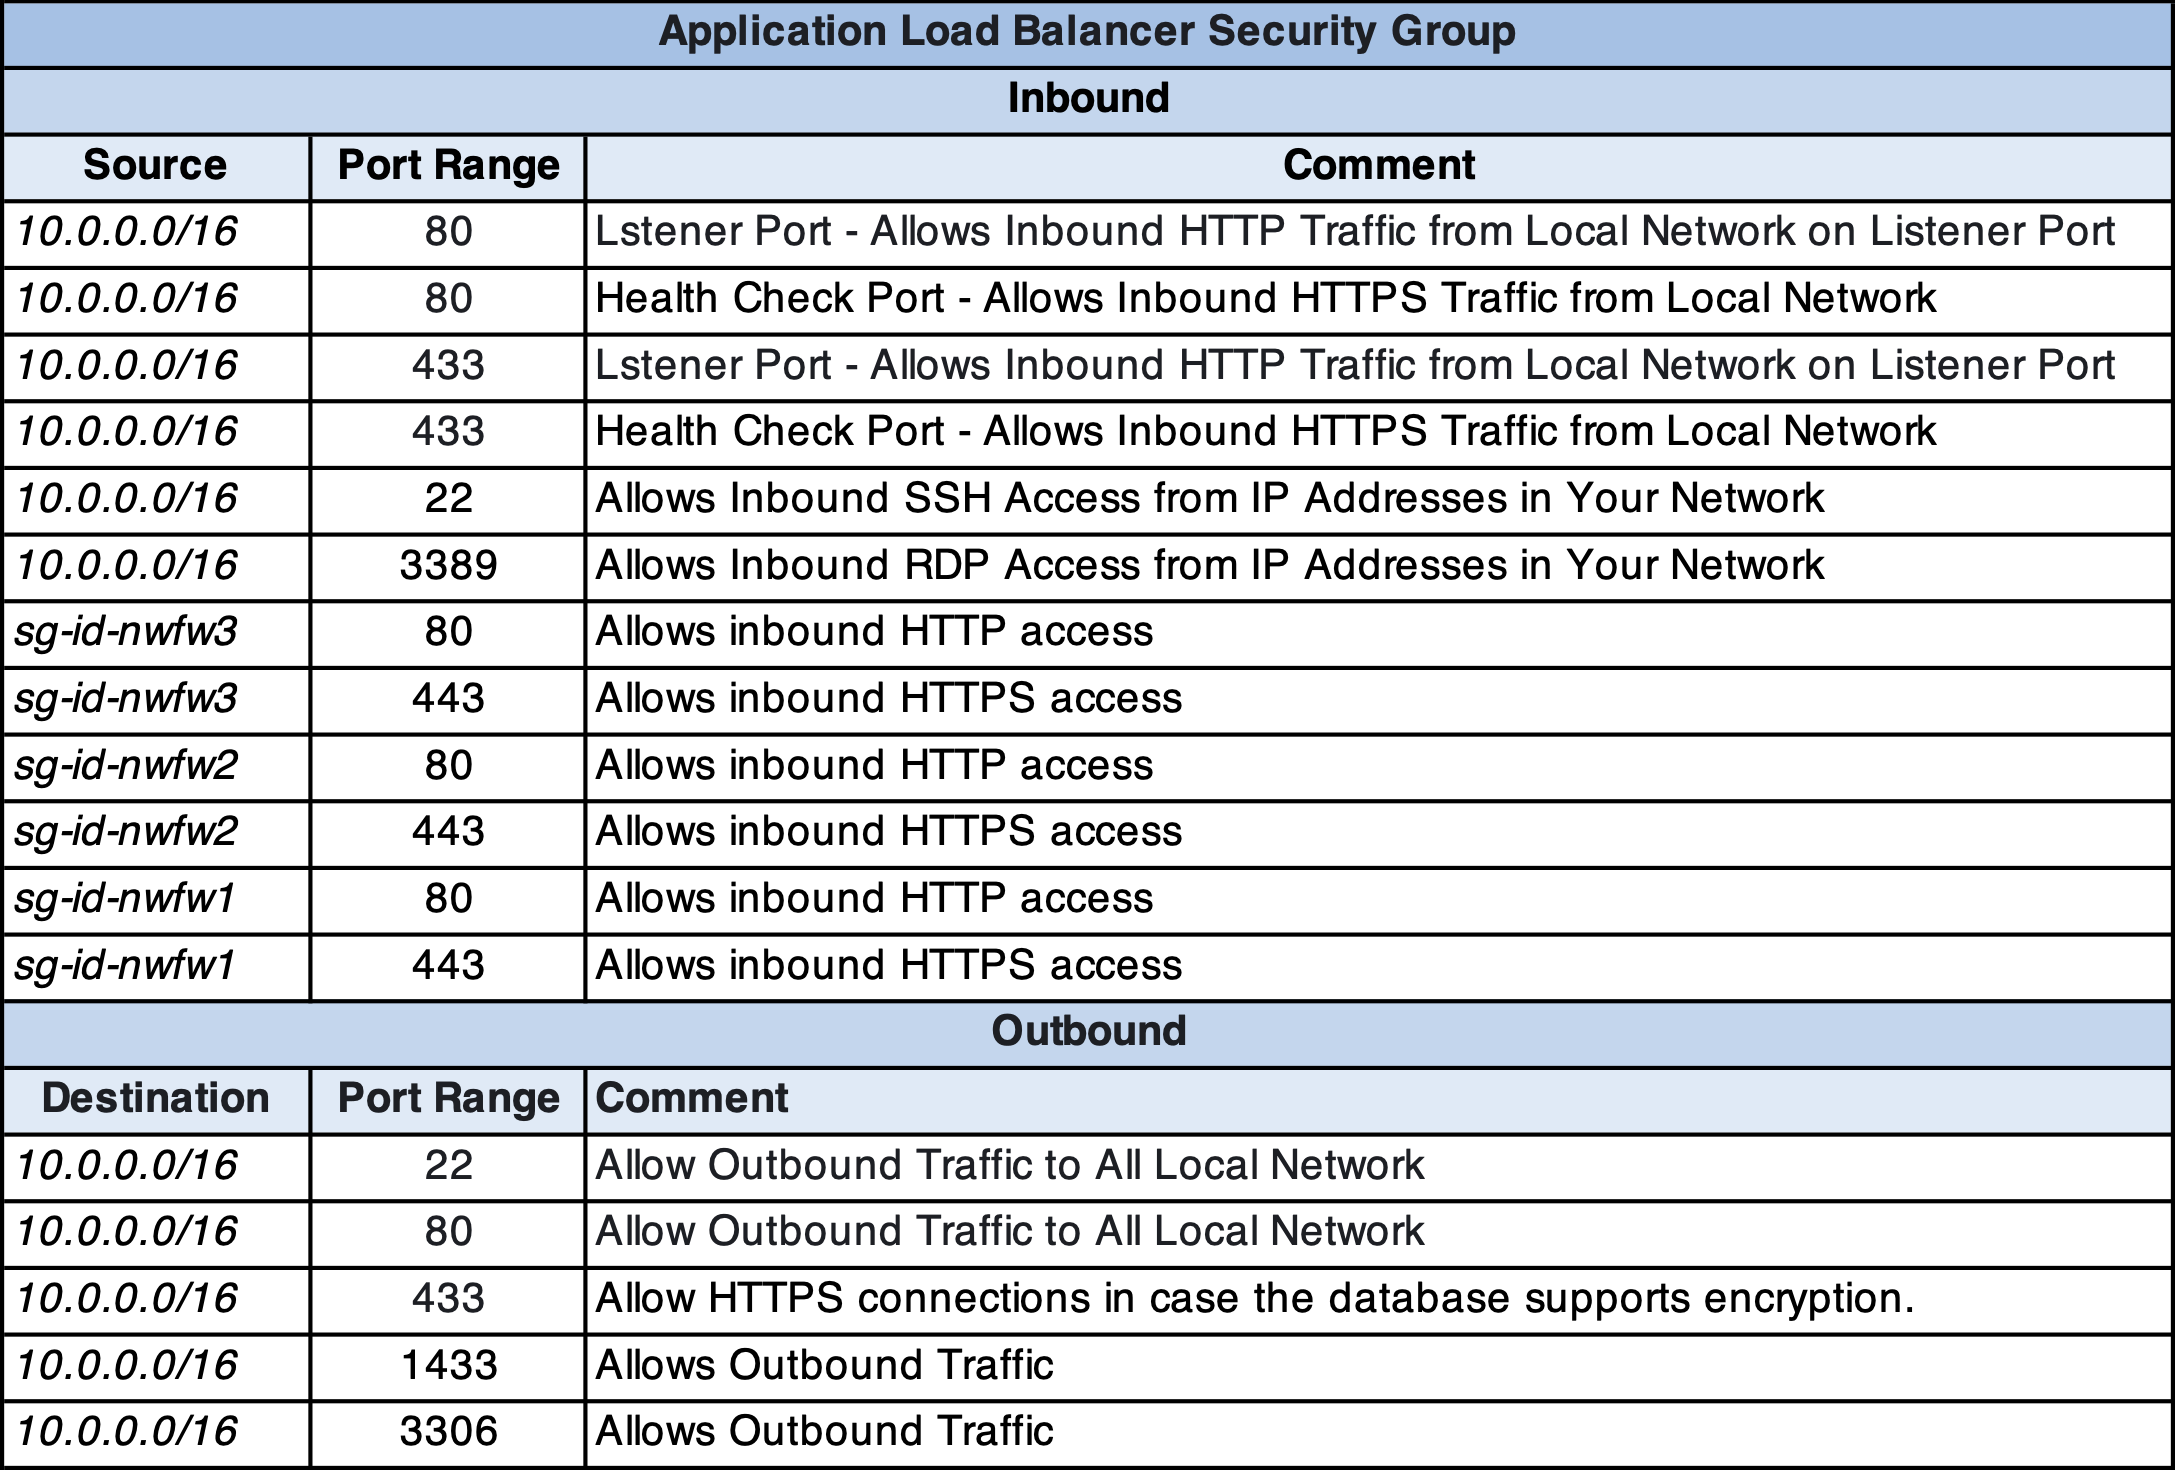 Application Load Balancer Security Group
Inbound
Source Port Range Comment
10.0.0.0/16 80 Lstener Port - Allows Inbound HTTP Traffic from Local Network on Listener Port
10.0.0.0/16 80 Health Check Port - Allows Inbound HTTPS Traffic from Local Network
10.0.0.0/16 433 Lstener Port - Allows Inbound HTTP Traffic from Local Network on Listener Port
10.0.0.0/16 433 Health Check Port - Allows Inbound HTTPS Traffic from Local Network
10.0.0.0/16 22 Allows Inbound SSH Access from IP Addresses in Your Network
10.0.0.0/16 3389 Allows Inbound RDP Access from IP Addresses in Your Network
sg-id-nwfw3 80 Allows inbound HTTP access
sg-id-nwfw3 443 Allows inbound HTTPS access
sg-id-nwfw2 80 Allows inbound HTTP access
sg-id-nwfw2 443 Allows inbound HTTPS access
sg-id-nwfw1 80 Allows inbound HTTP access
sg-id-nwfw1 443 Allows inbound HTTPS access
Outbound
Destination Port Range Comment
10.0.0.0/16 22 Allow Outbound Traffic to All Local Network
10.0.0.0/16 80 Allow Outbound Traffic to All Local Network
10.0.0.0/16 433 Allow HTTPS connections in case the database supports encryption.
10.0.0.0/16 1433 Allows Outbound Traffic
10.0.0.0/16 3306 Allows Outbound Traffic